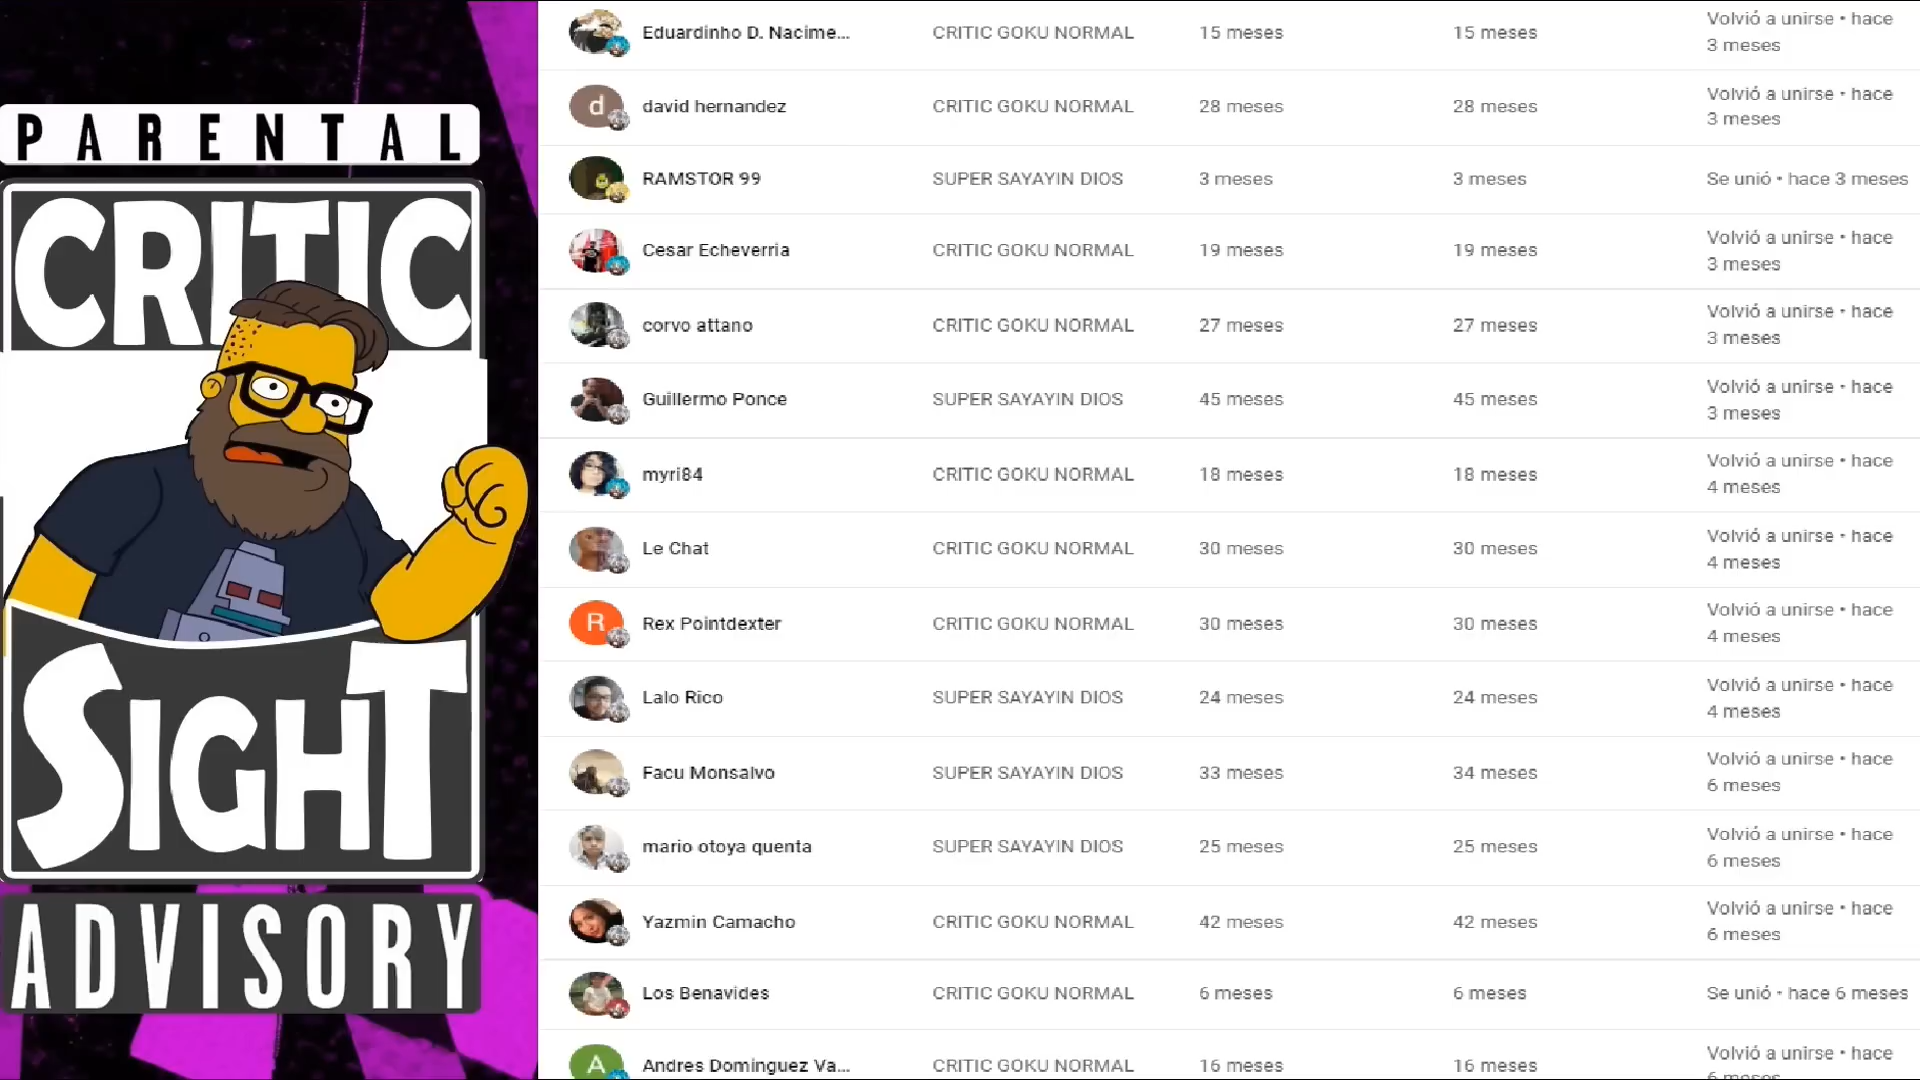 PARENTAL
CRITIC
SIGHT
ADVISORY
Eduardinho D. Nacime... CRITIC GOKU NORMAL 15 meses 15 meses Volvió a unirse • hace
3 meses
d david hernandez CRITIC GOKU NORMAL 28 meses 28 meses Volvió a unirse • hace
3 meses
RAMSTOR 99 SUPER SAYAYIN DIOS 3 meses 3 meses Se unió • hace 3 meses
Cesar Echeverria CRITIC GOKU NORMAL 19 meses 19 meses Volvió a unirse • hace
3 meses
corvo attano CRITIC GOKU NORMAL 27 meses 27 meses Volvió a unirse • hace
3 meses
Guillermo Ponce SUPER SAYAYIN DIOS 45 meses 45 meses Volvió a unirse • hace
3 meses
myri84 CRITIC GOKU NORMAL 18 meses 18 meses Volvió a unirse • hace
4 meses
Le Chat CRITIC GOKU NORMAL 30 meses 30 meses Volvió a unirse • hace
4 meses
R Rex Pointdexter CRITIC GOKU NORMAL 30 meses 30 meses Volvió a unirse • hace
4 meses
Lalo Rico SUPER SAYAYIN DIOS 24 meses 24 meses Volvió a unirse • hace
4 meses
Facu Monsalvo SUPER SAYAYIN DIOS 33 meses 34 meses Volvió a unirse • hace
6 meses
mario otoya quenta SUPER SAYAYIN DIOS 25 meses 25 meses Volvió a unirse • hace
6 meses
Yazmin Camacho CRITIC GOKU NORMAL 42 meses 42 meses Volvió a unirse • hace
6 meses
Los Benavides CRITIC GOKU NORMAL 6 meses 6 meses Se unió • hace 6 meses
A Andres Dominguez Va... CRITIC GOKU NORMAL 16 meses 16 meses Volvió a unirse • hace
6 meses